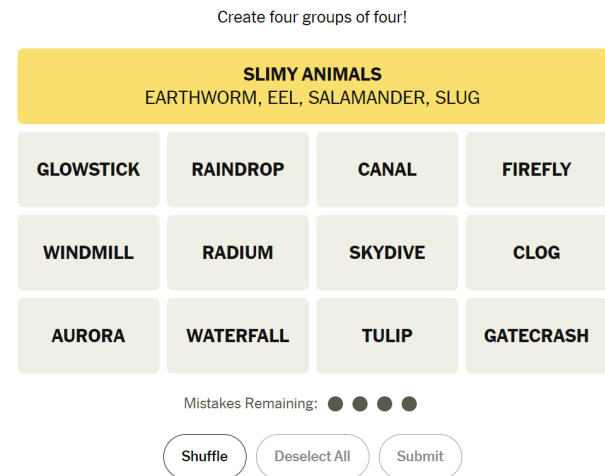 Create four groups of four!
SLIMY ANIMALS
EARTHWORM, EEL, SALAMANDER, SLUG
GLOWSTICK RAINDROP CANAL FIREFLY
WINDMILL RADIUM SKYDIVE CLOG
AURORA WATERFALL TULIP GATECRASH
Mistakes Remaining:
Shuffle Deselect All Submit